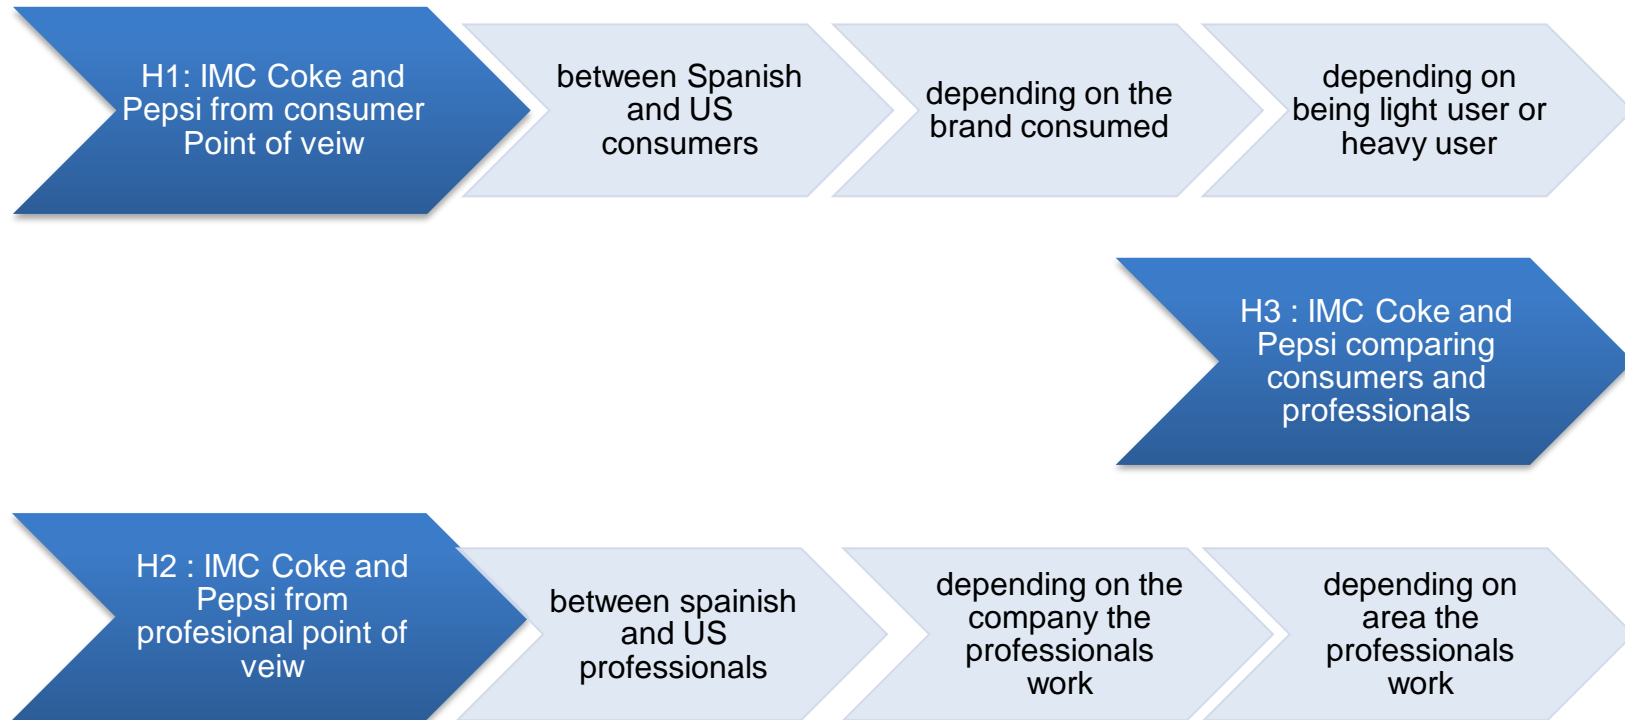 H1: IMC Coke and
Pepsi from consumer
Point of veiw
between Spanish
and US
consumers
depending on the
brand consumed
depending on
being light user or
heavy user
H3 : IMC Coke and
Pepsi comparing
consumers and
professionals
H2 : IMC Coke and
Pepsi from
profesional point of
veiw
between spainish
and US
professionals
depending on the
company the
professionals
work
depending on
area the
professionals
work